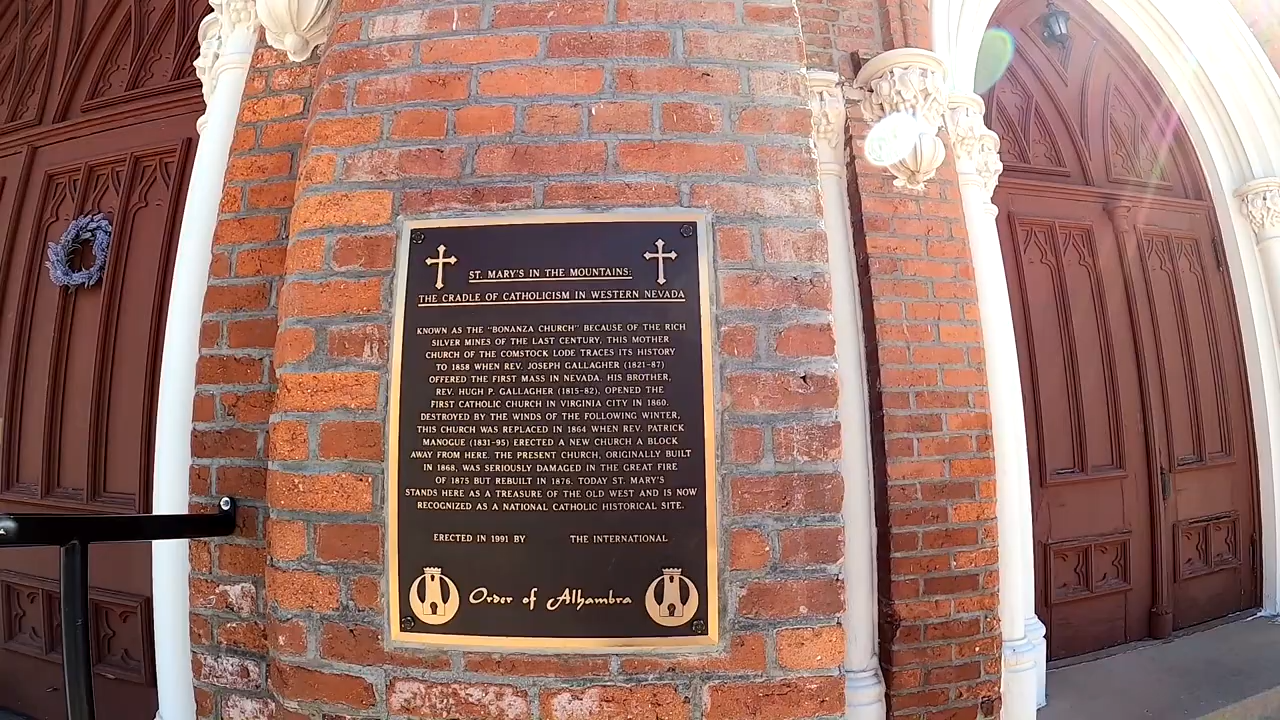 ST. MARY'S IN THE MOUNTAINS:
THE CRADLE OF CATHOLICISM IN WESTERN NEVADA
KNOWN AS THE "BONANZA CHURCH" BECAUSE OF THE RICH
SILVER MINES OF THE LAST CENTURY, THIS MOTHER
CHURCH OF THE COMSTOCK LODE TRACES ITS HISTORY
TO 1858 WHEN REV. JOSEPH GALLAGHER (1821-87)
OFFERED THE FIRST MASS IN NEVADA. HIS BROTHER,
REV. HUGH P. GALLAGHER (1815-82), OPENED THE
FIRST CATHOLIC CHURCH IN VIRGINIA CITY IN 1860.
DESTROYED BY THE WINDS OF THE FOLLOWING WINTER,
THIS CHURCH WAS REPLACED IN 1864 WHEN REV. PATRICK
MANOGUE (1831-95) ERECTED A NEW CHURCH A BLOCK
AWAY FROM HERE. THE PRESENT CHURCH, ORIGINALLY BUILT
IN 1868, WAS SERIOUSLY DAMAGED IN THE GREAT FIRE
OF 1875 BUT REBUILT IN 1876. TODAY ST. MARY'S
STANDS HERE AS A TREASURE OF THE OLD WEST AND IS NOW
RECOGNIZED AS A NATIONAL CATHOLIC HISTORICAL SITE.
ERECTED IN 1991 BY THE INTERNATIONAL
Order of Alhambra